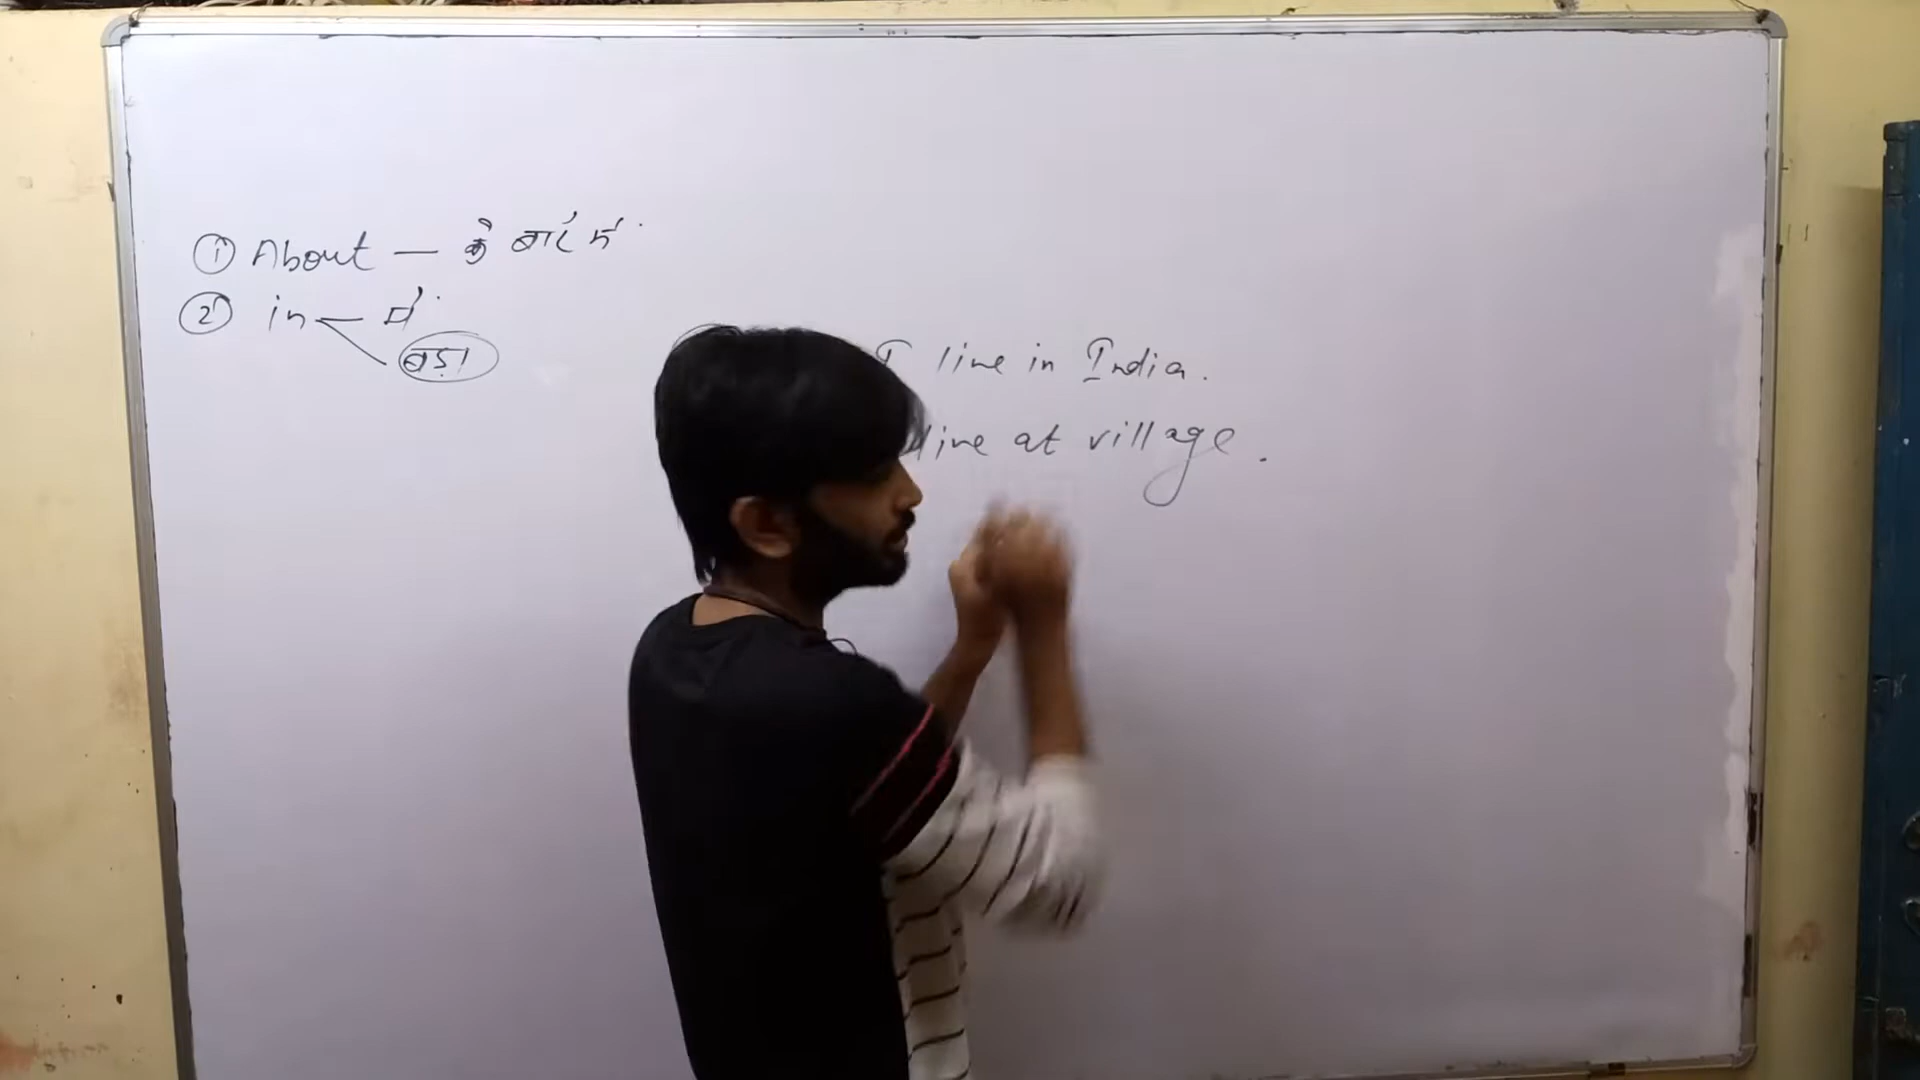 ① About — के बारे में
② in — में
बड़ा
I live in India.
live at village.